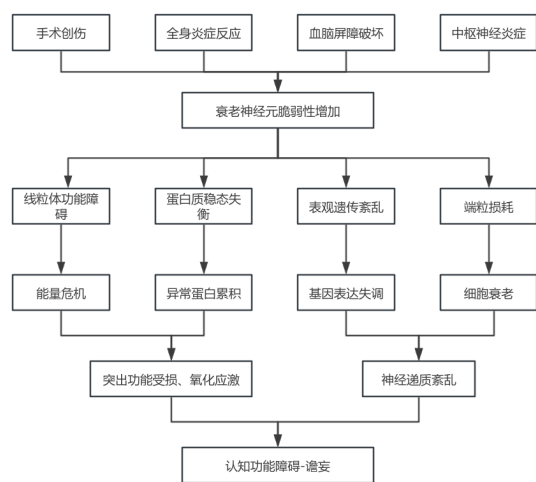 手术创伤
全身炎症反应
血脑屏障破坏
中枢神经炎症
衰老神经元脆弱性增加
线粒体功能障
碍
蛋白质稳态失
衡
表观遗传紊乱
端粒损耗
能量危机
异常蛋白累积
基因表达失调
细胞衰老
突出功能受损、氧化应激
神经递质紊乱
认知功能障碍-谵妄